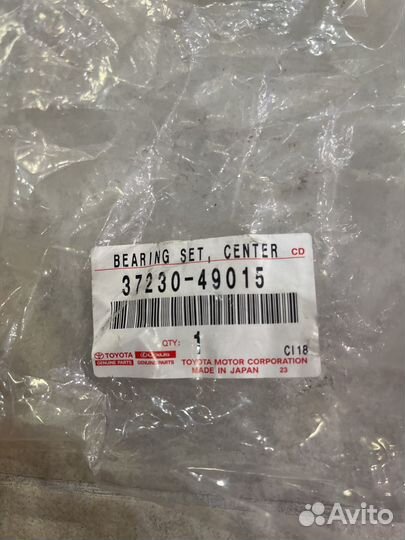 BEARING SET, CENTER CD
37230-49015
QTY: 1
TOYOTA LEXUS TOYOTA MOTOR CORPORATION C118
GENUINE PARTS GENUINE PARTS MADE IN JAPAN 23
Avito